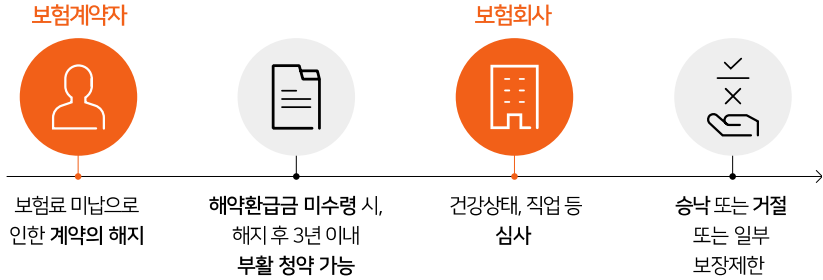 보험계약자
보험회사
보험료 미납으로
인한 계약의 해지
해약환급금 미수령 시,
해지 후 3년 이내
부활 청약 가능
건강상태, 직업 등
심사
승낙 또는 거절
또는 일부
보장제한